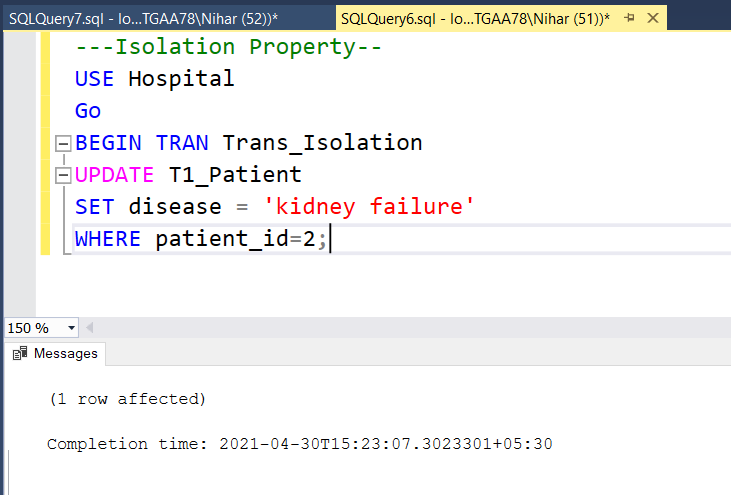 SQLQuery7.sql - lo...TGAA78\Nihar (52))*
SQLQuery6.sql - lo...TGAA78\Nihar (51))*
---Isolation Property--
USE Hospital
Go
BEGIN TRAN Trans_Isolation
UPDATE T1_Patient
SET disease = 'kidney failure'
WHERE patient_id=2;
150 %
Messages
(1 row affected)
Completion time: 2021-04-30T15:23:07.3023301+05:30